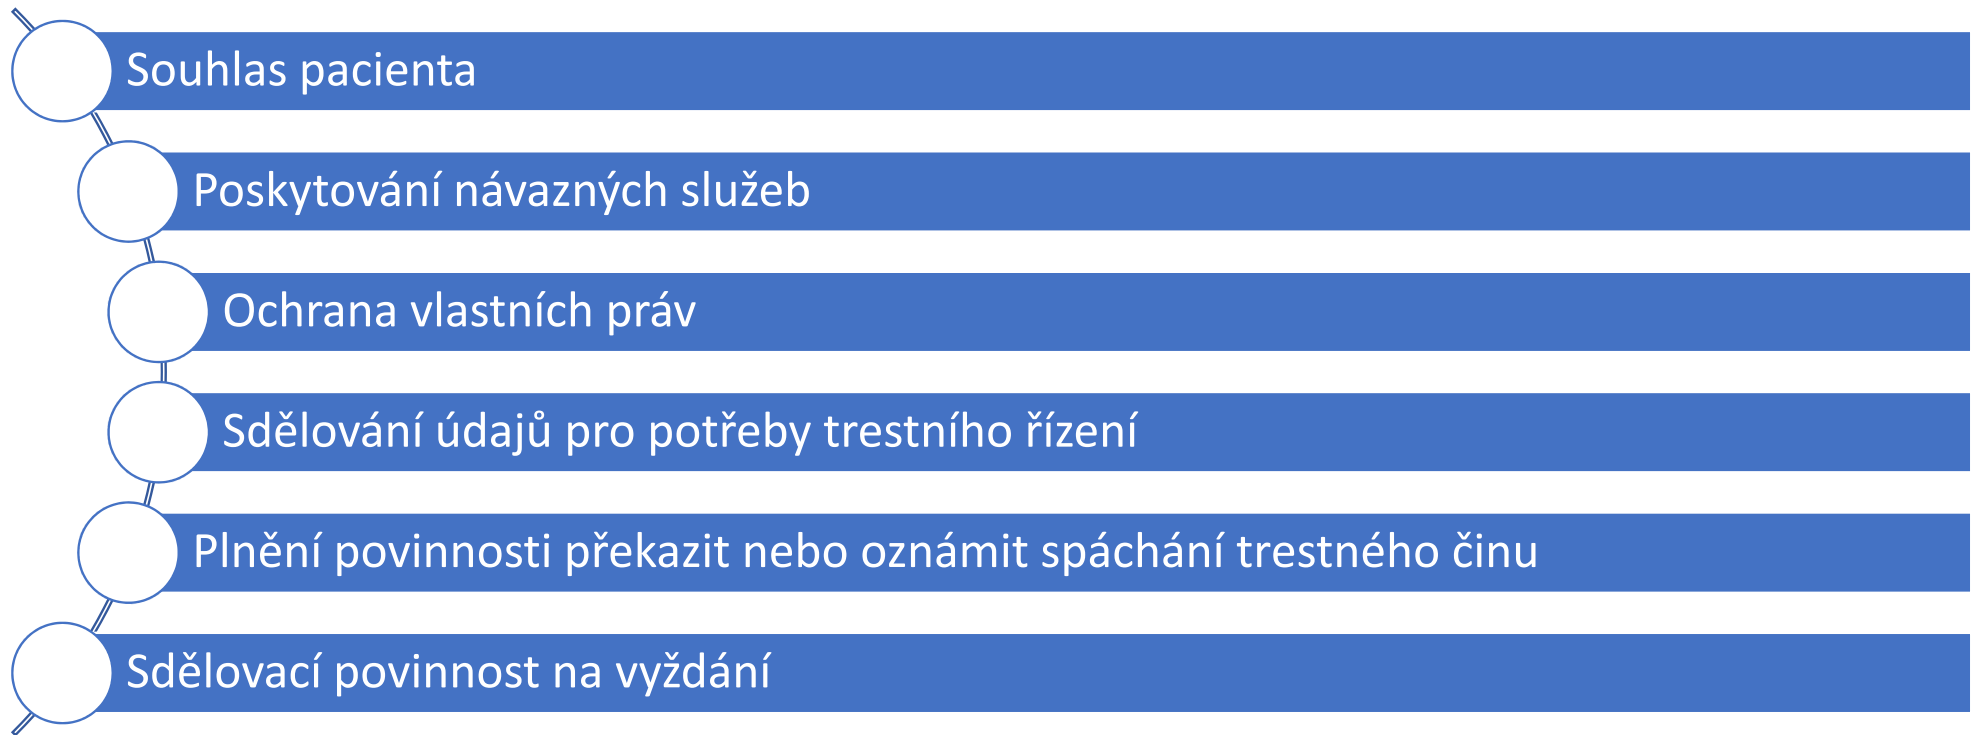 Souhlas pacienta
Poskytování návazných služeb
Ochrana vlastních práv
Sdělování údajů pro potřeby trestního řízení
Plnění povinnosti překazit nebo oznámit spáchání trestného činu
Sdělovací povinnost na vyždání